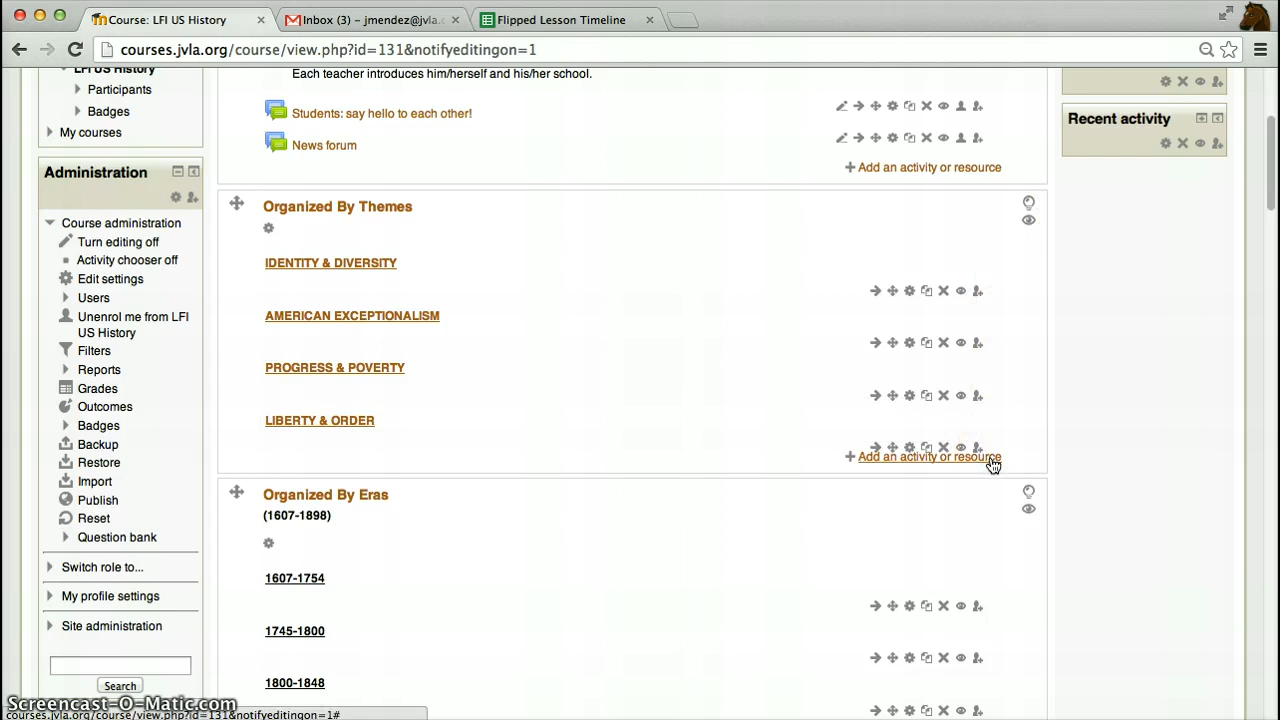 Course: LFI US History
Inbox (3) – jmendez@jvla.c
Flipped Lesson Timeline
courses.jvla.org/course/view.php?id=131&notifyeditingon=1
LFI US History
Participants
Badges
My courses
Administration
Course administration
Turn editing off
Activity chooser off
Edit settings
Users
Unenrol me from LFI
US History
Filters
Reports
Grades
Outcomes
Badges
Backup
Restore
Import
Publish
Reset
Question bank
Switch role to...
My profile settings
Site administration
Search
Each teacher introduces him/herself and his/her school.
Students: say hello to each other!
News forum
Add an activity or resource
Organized By Themes
IDENTITY & DIVERSITY
AMERICAN EXCEPTIONALISM
PROGRESS & POVERTY
LIBERTY & ORDER
Add an activity or resource
Organized By Eras
(1607-1898)
1607-1754
1745-1800
1800-1848
Recent activity
Screencast-O-Matic.com
courses.jvla.org/course/view.php?id=131&notifyeditingon=1#